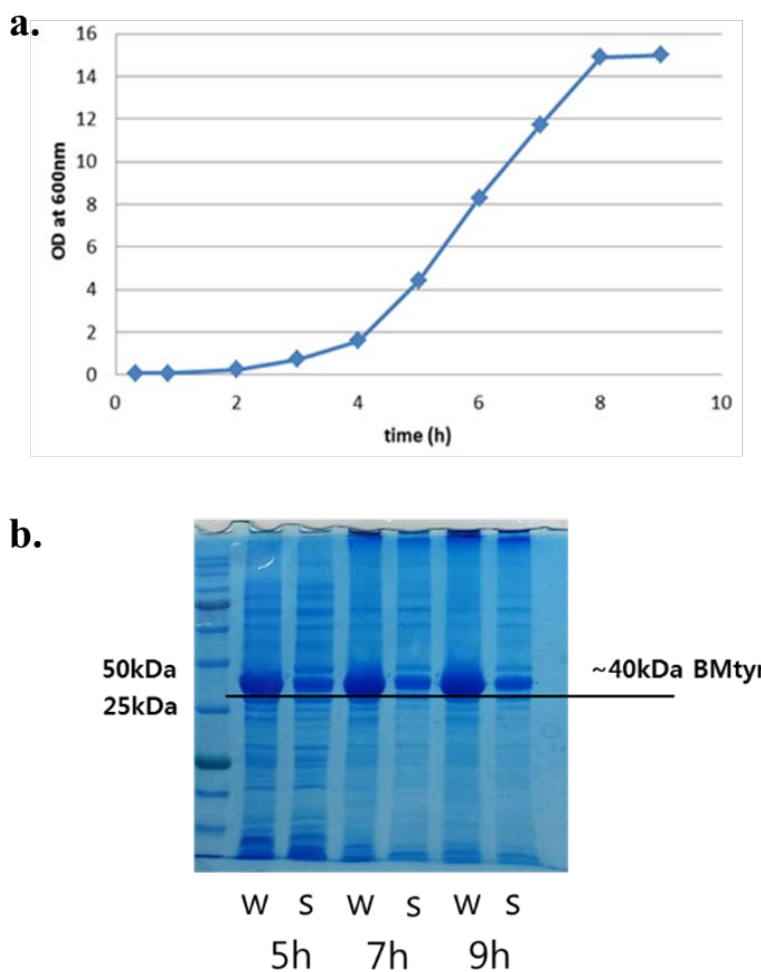 a.
16
14
12
10
8
6
4
2
0
OD at 600nm
0 2 4 6 8 10
time (h)
b.
50kDa
25kDa
~40kDa BMtyr
W S W S W S
5h 7h 9h